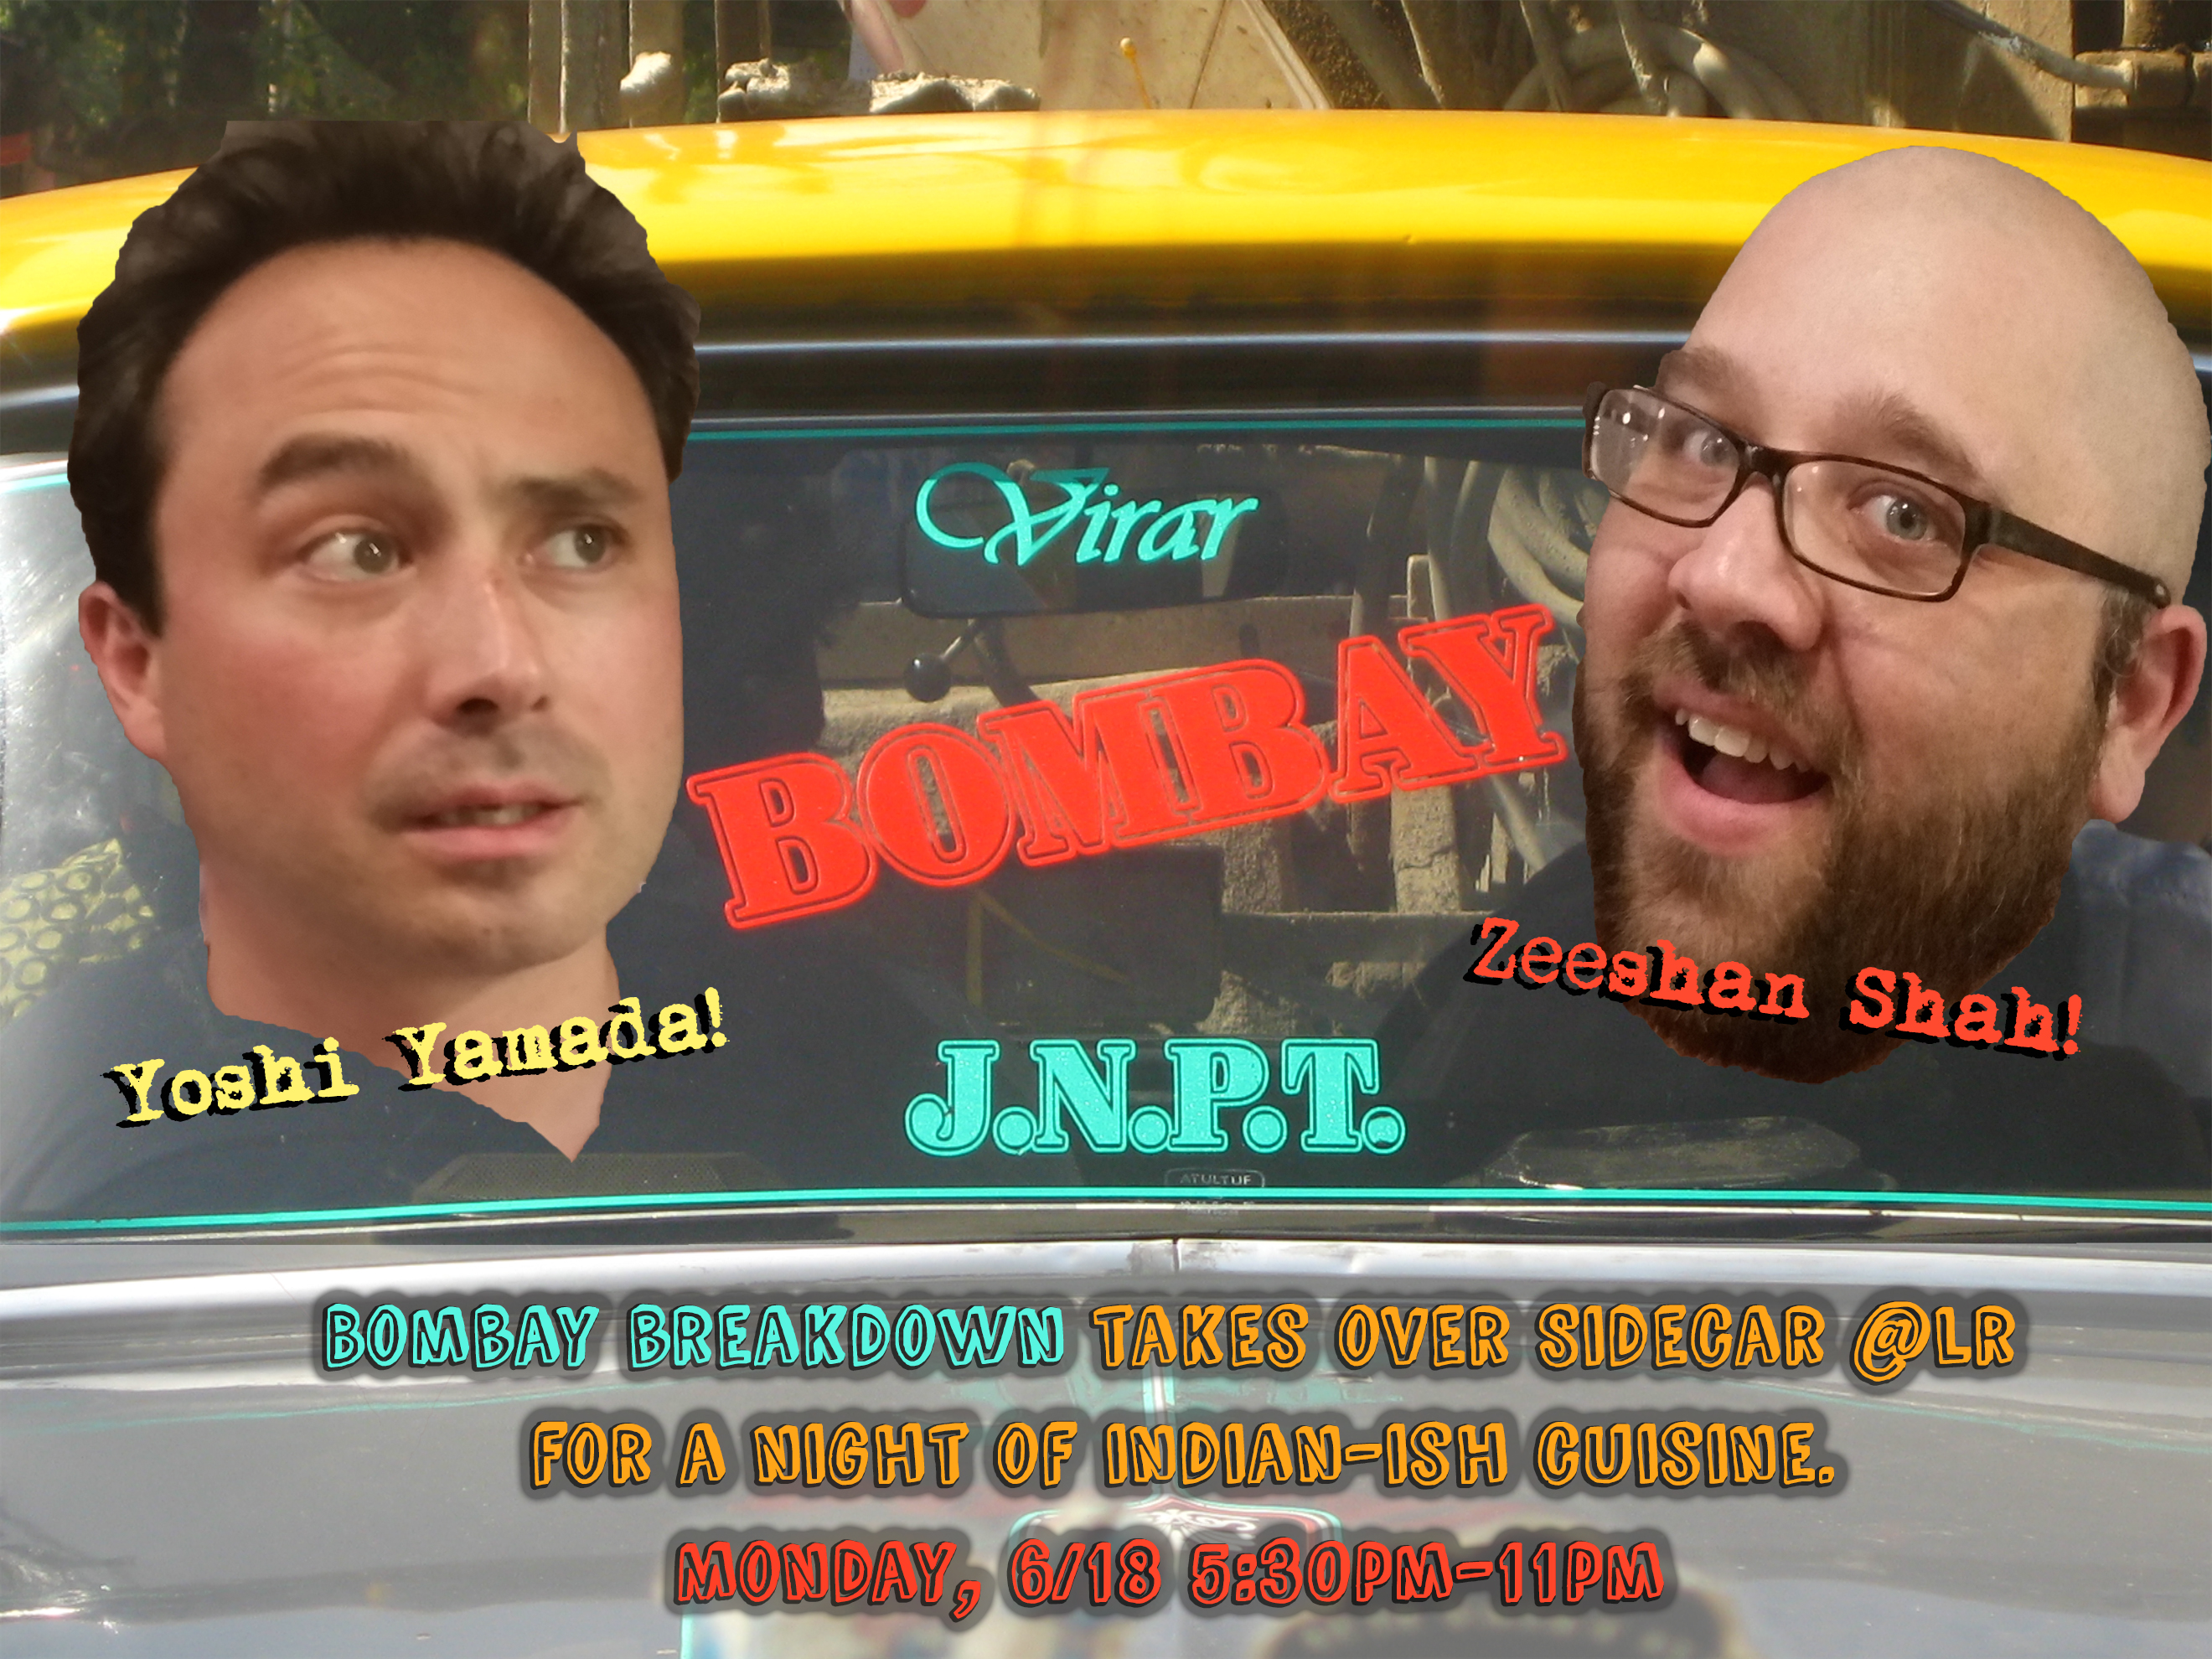 Virar
BOMBAY
Zeeshan Shah!
Yoshi Yamada!
J.N.P.T.
ATULTUF
BOMBAY BREAKDOWN TAKES OVER SIDECAR @LR
FOR A NIGHT OF INDIAN-ISH CUISINE.
MONDAY, 6/18 5:30PM-11PM